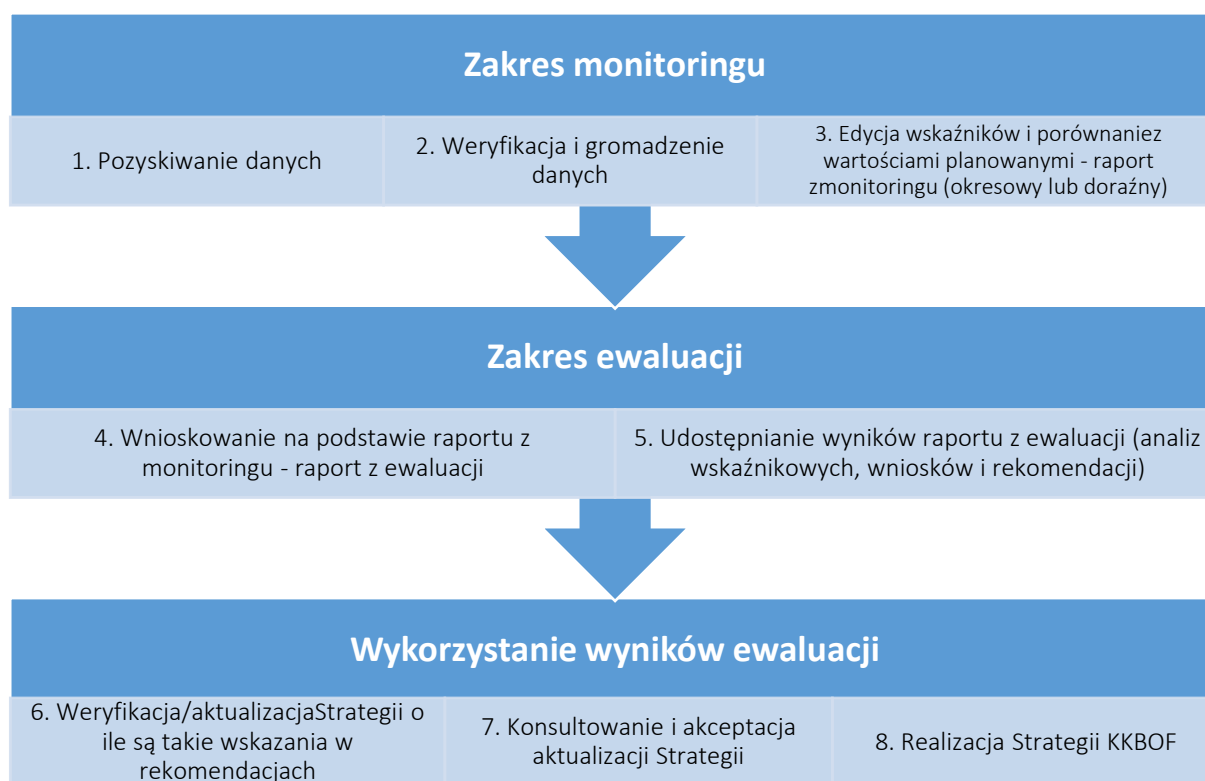 Zakres monitoringu
1. Pozyskiwanie danych
2. Weryfikacja i gromadzenie
danych
3. Edycja wskaźników i porównaniez
wartościami planowanymi - raport
zmonitoringu (okresowy lub doraźny)
Zakres ewaluacji
4. Wnioskowanie na podstawie raportu z
monitoringu - raport z ewaluacji
5. Udostępnianie wyników raportu z ewaluacji (analiz
wskaźnikowych, wniosków i rekomendacji)
Wykorzystanie wyników ewaluacji
6. Weryfikacja/aktualizacjaStrategii o
ile są takie wskazania w
rekomendacjach
7. Konsultowanie i akceptacja
aktualizacji Strategii
8. Realizacja Strategii KKBOF